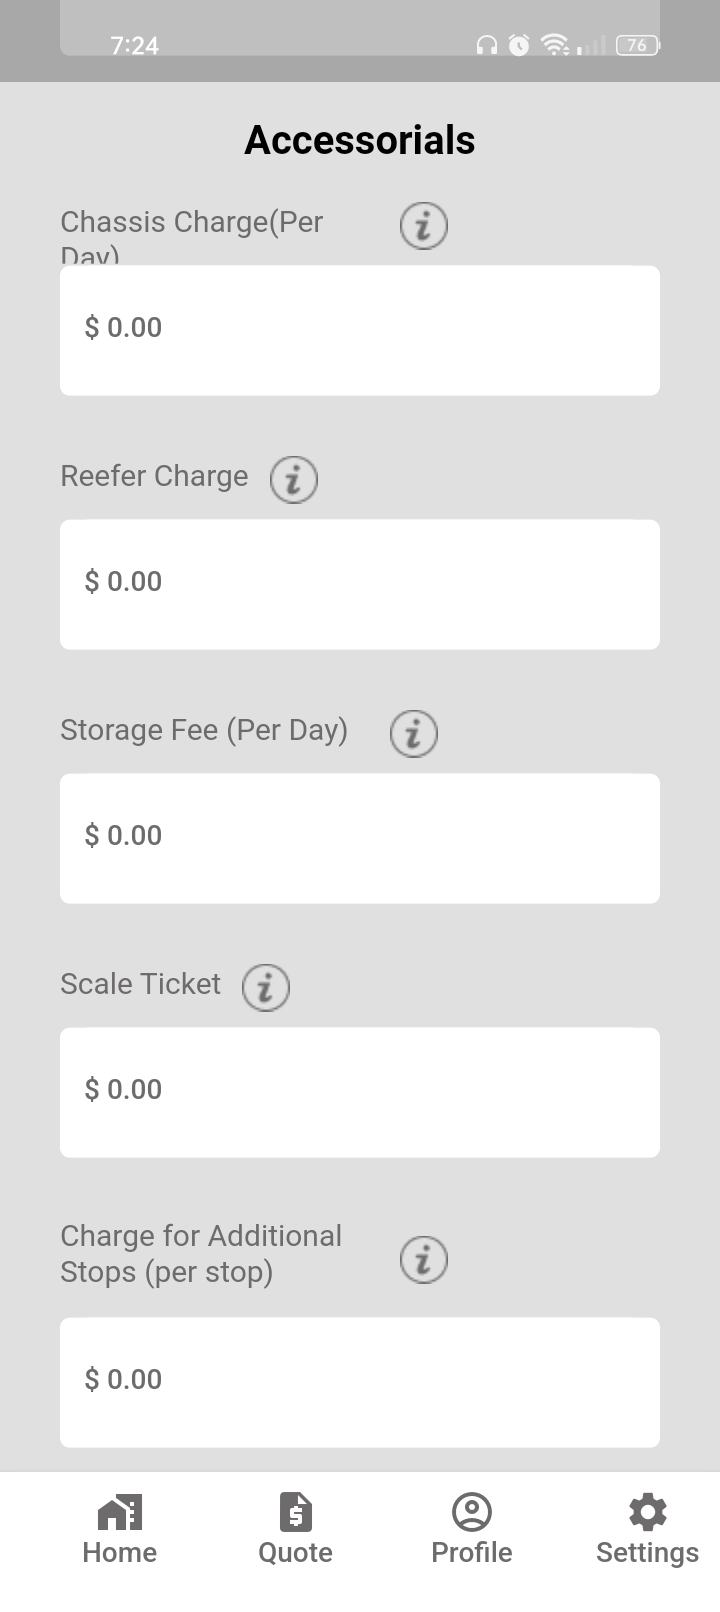 7:24
76
Accessorials
Chassis Charge(Per
Day)
$ 0.00
Reefer Charge
$ 0.00
Storage Fee (Per Day)
$ 0.00
Scale Ticket
$ 0.00
Charge for Additional
Stops (per stop)
$ 0.00
Home Quote Profile Settings